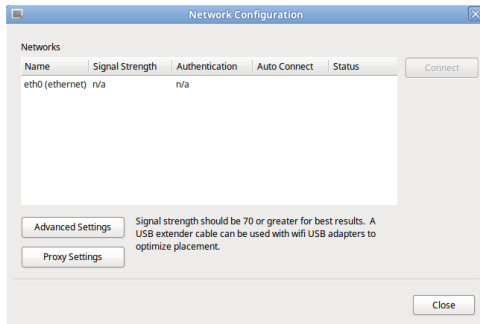 Network Configuration
Networks
Name Signal Strength Authentication Auto Connect Status
Connect
eth0 (ethernet) n/a n/a
Advanced Settings
Signal strength should be 70 or greater for best results. A
USB extender cable can be used with wifi USB adapters to
optimize placement.
Proxy Settings
Close